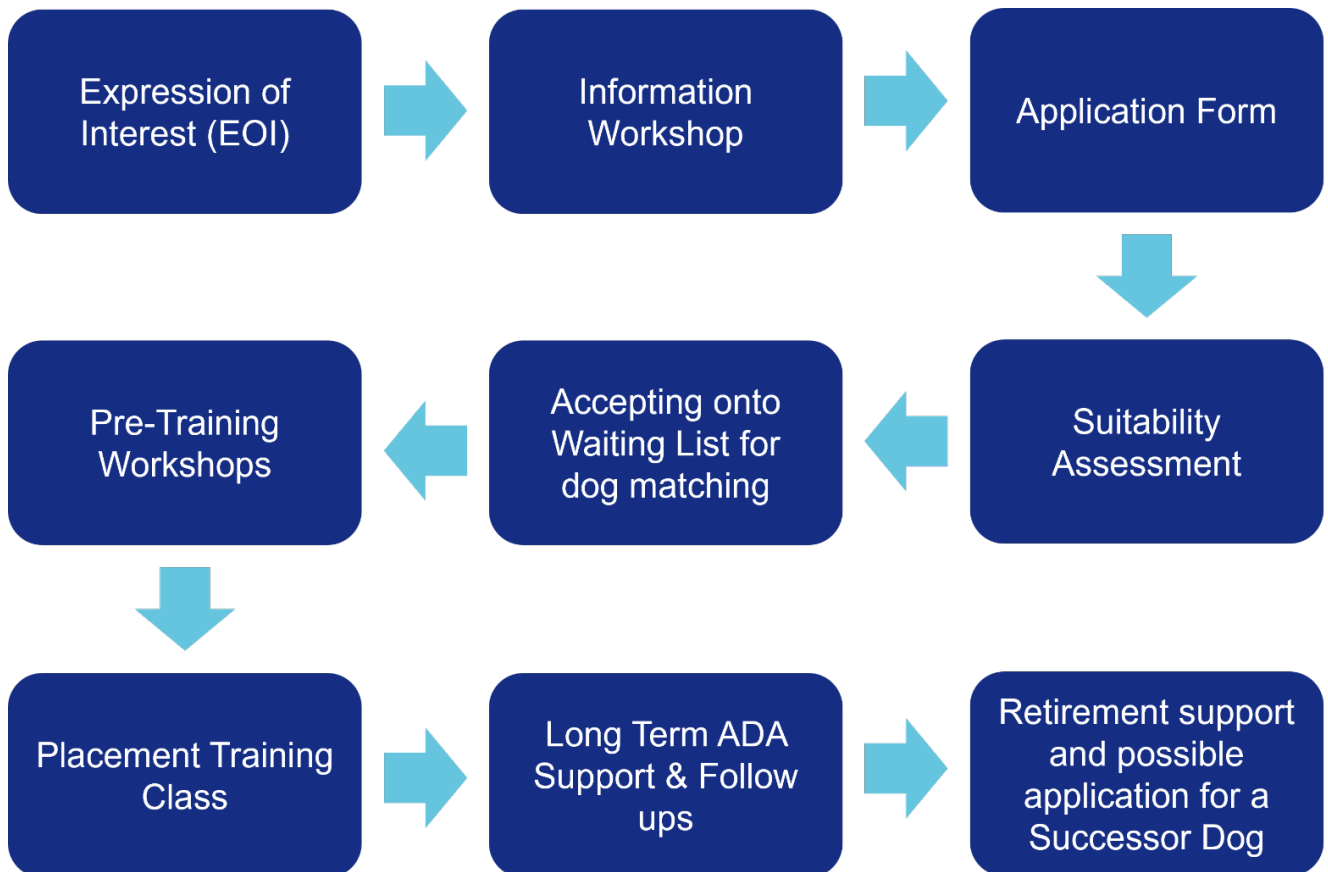 Expression of
Interest (EOI)
Information
Workshop
Application Form
Suitability
Assessment
Accepting onto
Waiting List for
dog matching
Pre-Training
Workshops
Placement Training
Class
Long Term ADA
Support & Follow
ups
Retirement support
and possible
application for a
Successor Dog